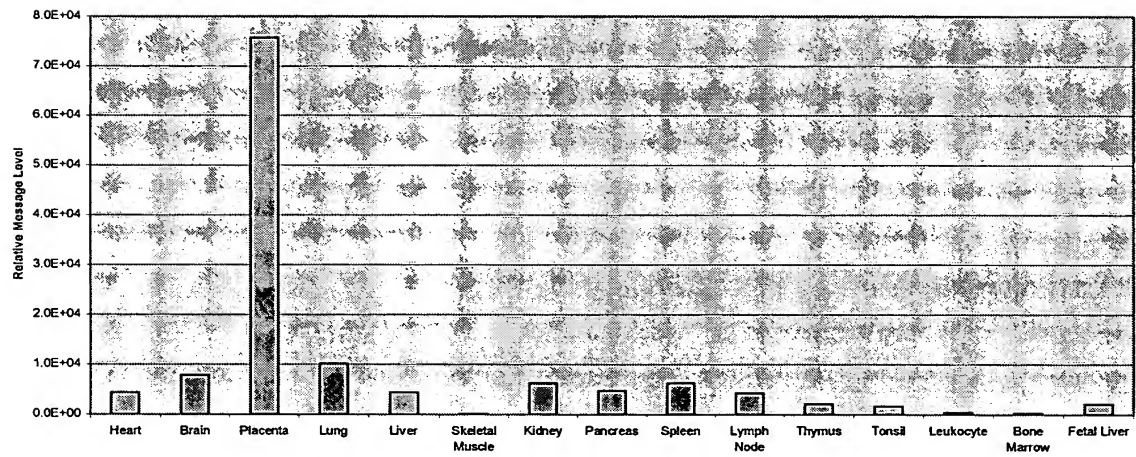 8.0E+04
7.0E+04
6.0E+04
5.0E+04
4.0E+04
3.0E+04
2.0E+04
1.0E+04
0.0E+00
Relative Message Level
Heart Brain Placenta Lung Liver Skeletal Muscle Kidney Pancreas Spleen Lymph Node Thymus Tonsil Leukocyte Bone Marrow Fetal Liver